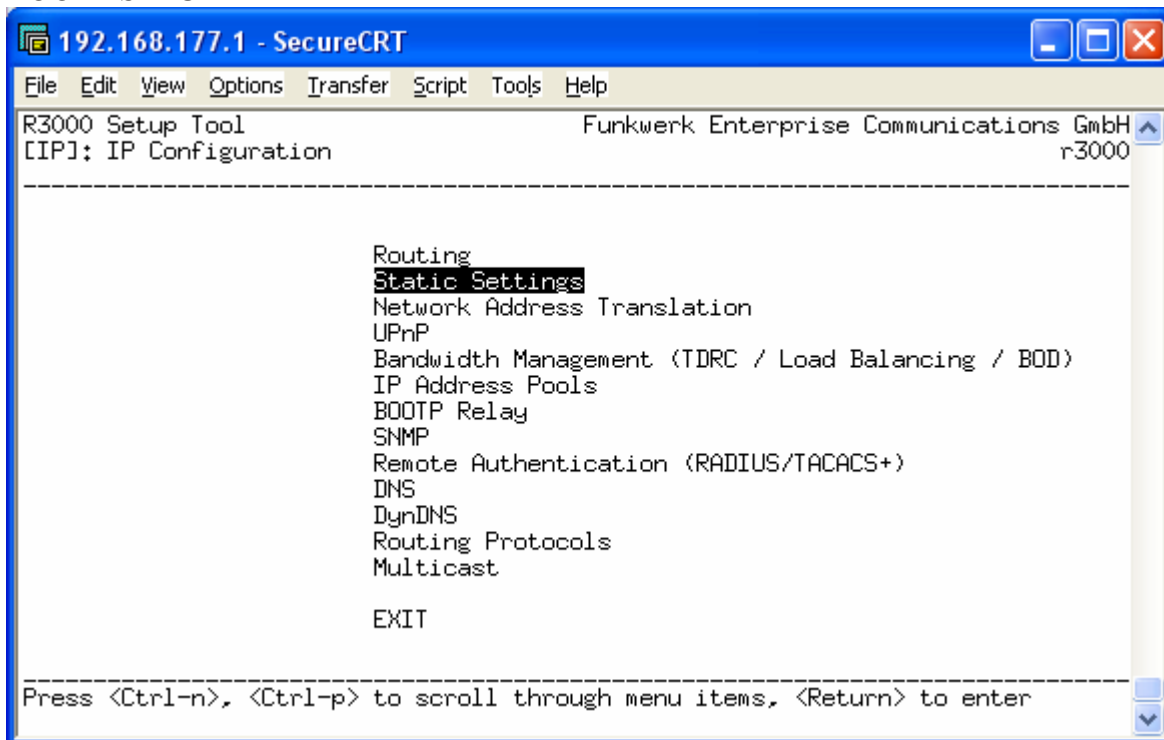 192.168.177.1 - SecureCRT
File Edit View Options Transfer Script Tools Help
R3000 Setup Tool Funkwerk Enterprise Communications GmbH
[IP]: IP Configuration r3000
Routing
Static Settings
Network Address Translation
UPnP
Bandwidth Management (TDRC / Load Balancing / BOD)
IP Address Pools
BOOTP Relay
SNMP
Remote Authentication (RADIUS/TACACS+)
DNS
DynDNS
Routing Protocols
Multicast
EXIT
Press <Ctrl-n>, <Ctrl-p> to scroll through menu items, <Return> to enter